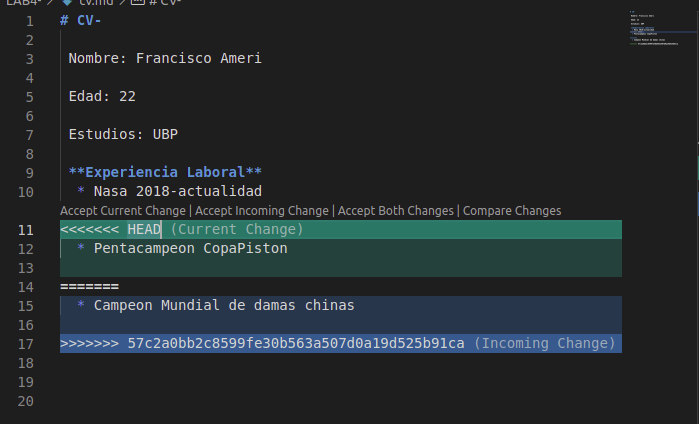 LAB4- > cv.md > # CV-
1 # CV-
2
3 Nombre: Francisco Ameri
4
5 Edad: 22
6
7 Estudios: UBP
8
9 **Experiencia Laboral**
10 * Nasa 2018-actualidad
Accept Current Change | Accept Incoming Change | Accept Both Changes | Compare Changes
11 <<<<<<< HEAD (Current Change)
12 * Pentacampeon CopaPiston
13
14 =======
15 * Campeon Mundial de damas chinas
16
17 >>>>>>> 57c2a0bb2c8599fe30b563a507d0a19d525b91ca (Incoming Change)
18
19
20